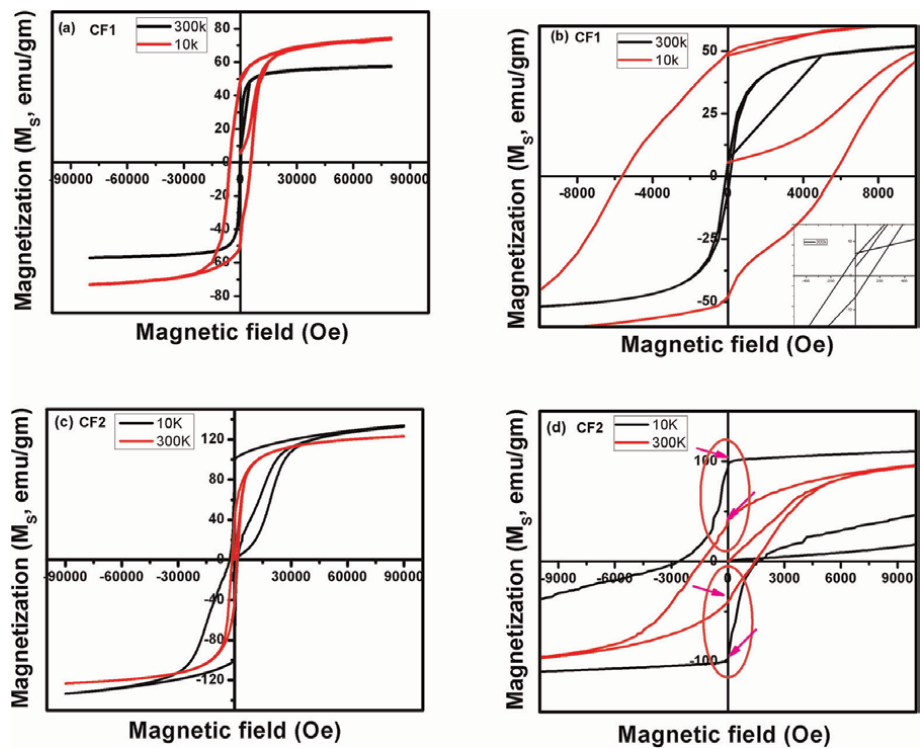 (a) CF1
300k
10k
80
60
40
20
0
-20
-40
-60
-80
-90000 -60000 -30000 0 30000 60000 90000
Magnetization (M_S, emu/gm)
Magnetic field (Oe)
(b) CF1
300k
10k
50
25
0
-25
-50
-8000 -4000 0 4000 8000
Magnetization (M_S, emu/gm)
Magnetic field (Oe)
(c) CF2
10K
300K
120
80
40
0
-40
-80
-120
-90000 -60000 -30000 0 30000 60000 90000
Magnetization (M_S, emu/gm)
Magnetic field (Oe)
(d) CF2
10K
300K
100
0
-100
-9000 -6000 -3000 0 3000 6000 9000
Magnetization (M_S, emu/gm)
Magnetic field (Oe)